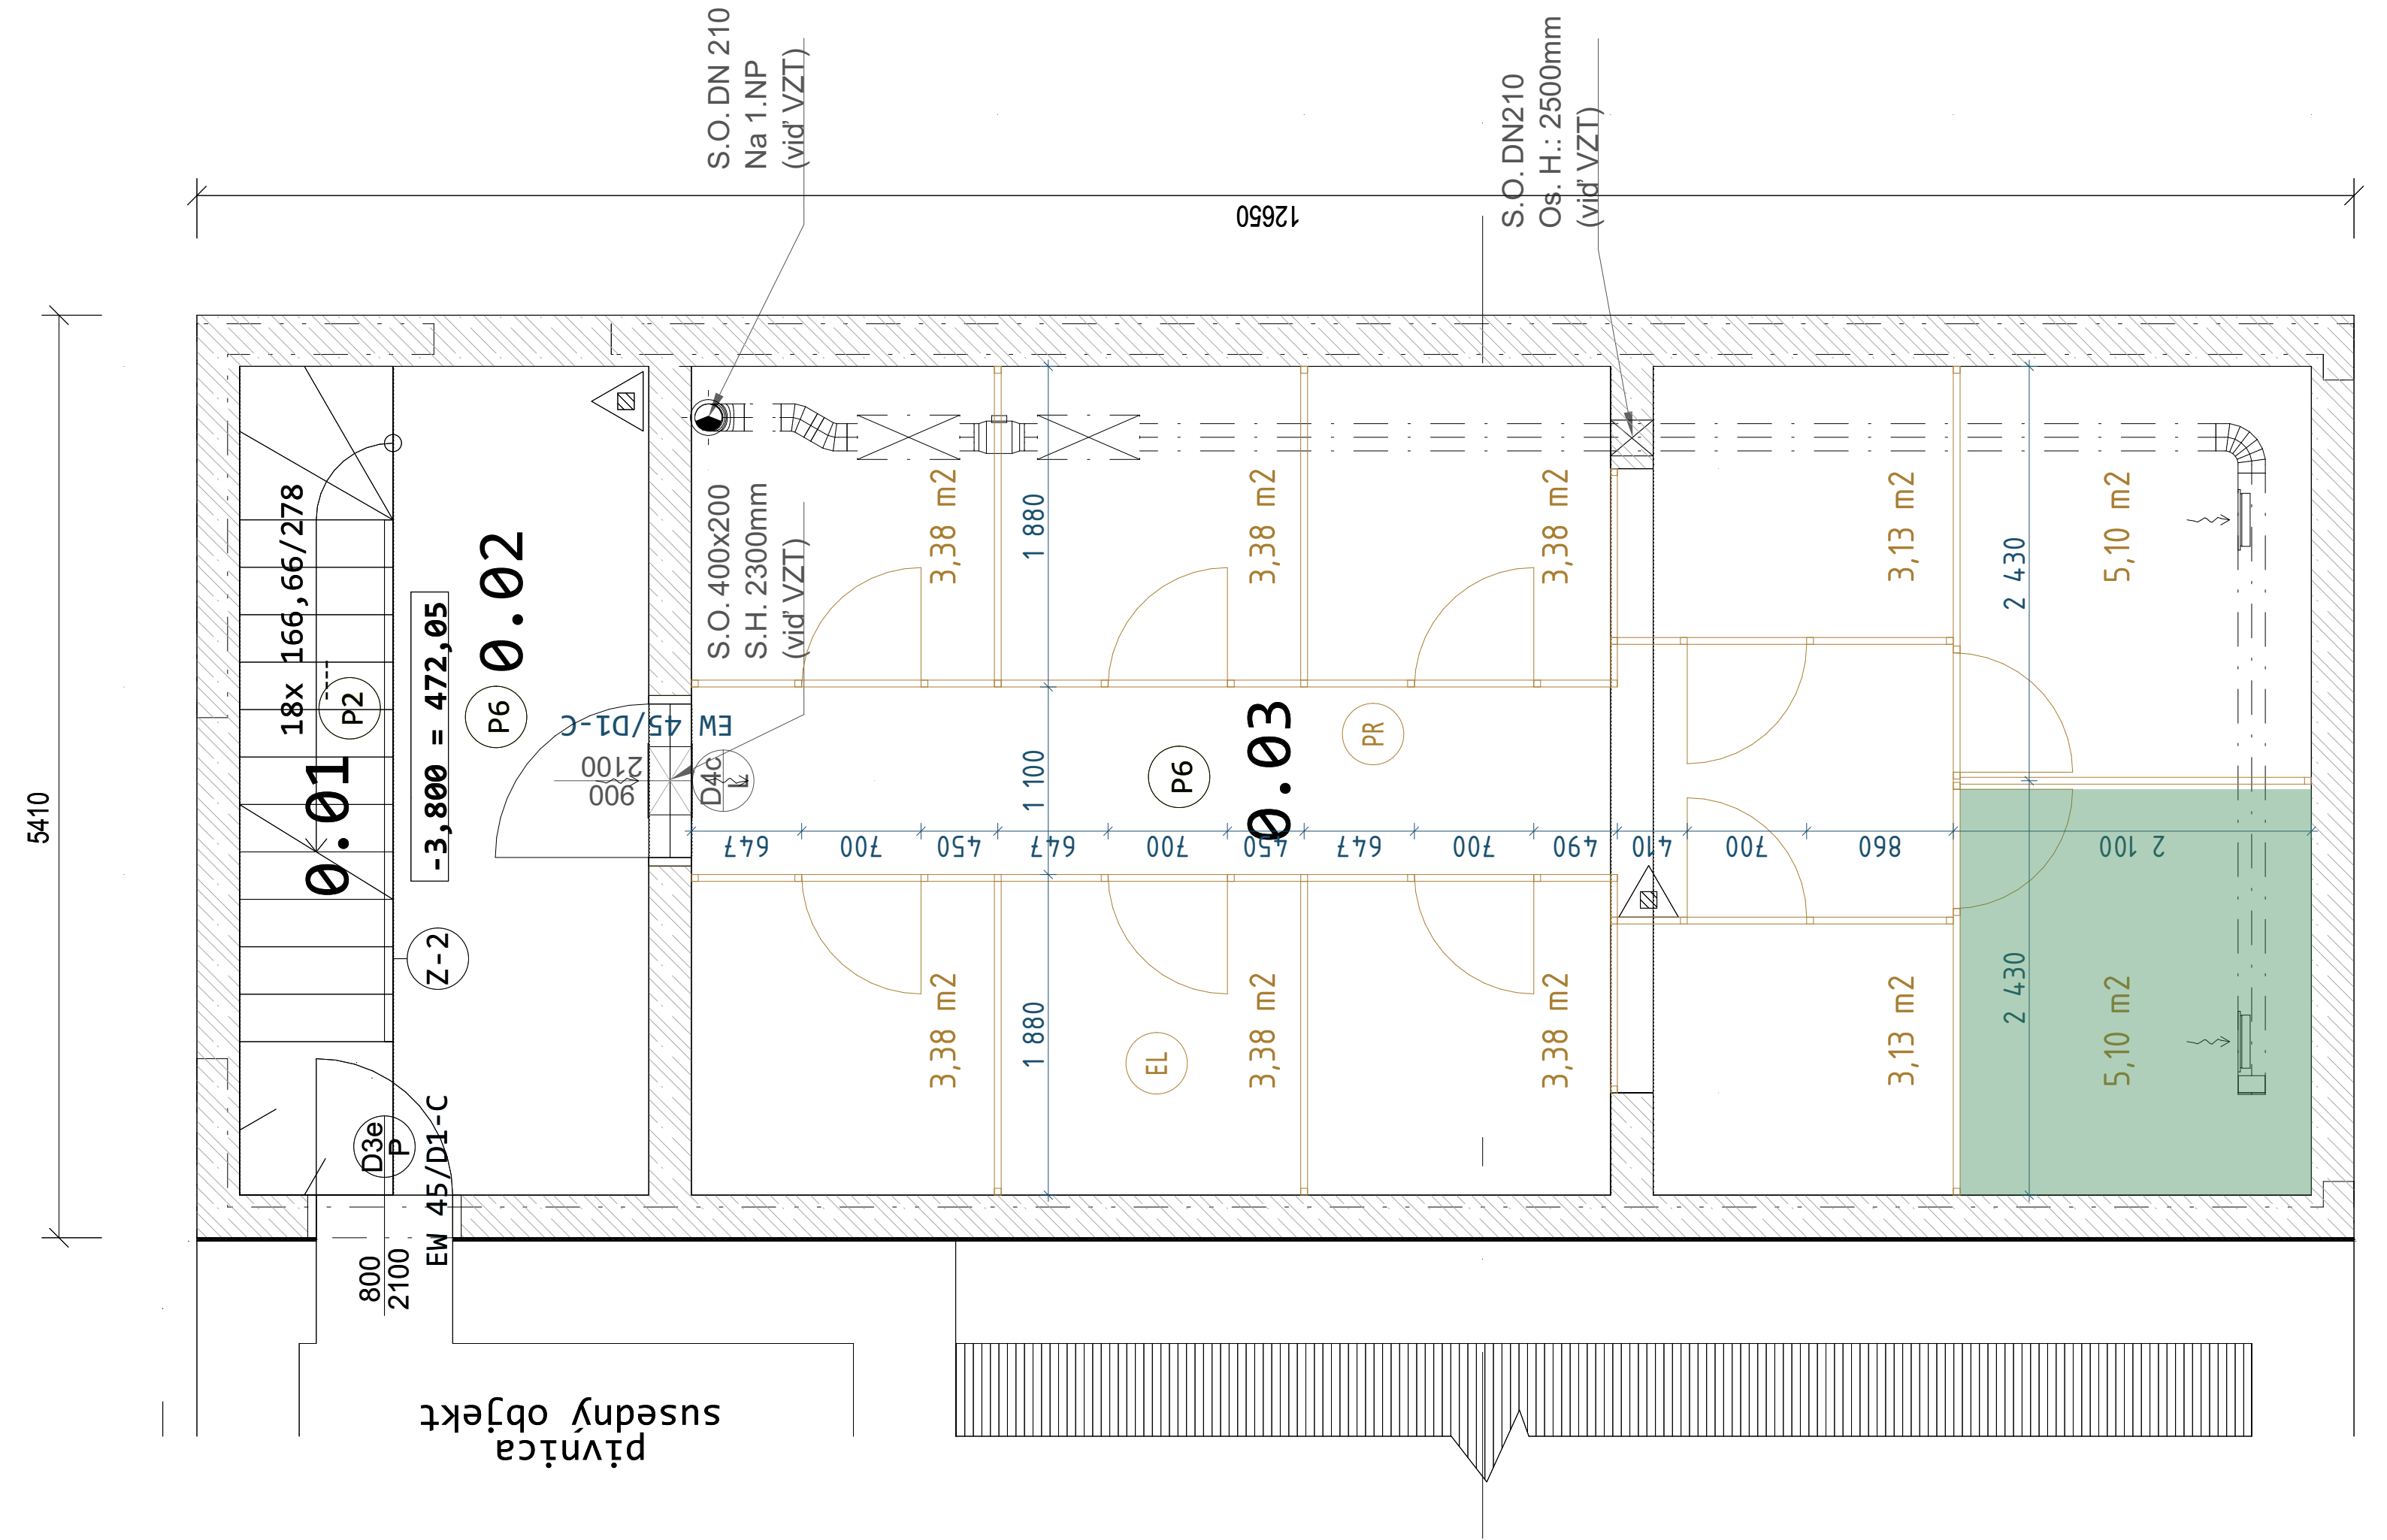 S.O. DN 210
Na 1.NP
(viď VZT)
S.O. DN210
Os. H.: 2500mm
(viď VZT)
12650
5410
18x 166,66/278
P2
0.01
-3,800 = 472,05
P6
0.02
Z-2
D3e
P
EW 45/D1-C
800
2100
EW 45/D1-C
900
2100
D4c
L
S.O. 400x200
S.H. 2300mm
(viď VZT)
3,38 m2
3,38 m2
3,38 m2
3,13 m2
5,10 m2
1 880
1 100
1 880
2 430
2 430
P6
0.03
PR
EL
647
700
450
647
700
450
647
700
490
410
700
860
2 100
3,38 m2
3,38 m2
3,38 m2
3,13 m2
5,10 m2
pivnica
susedný objekt